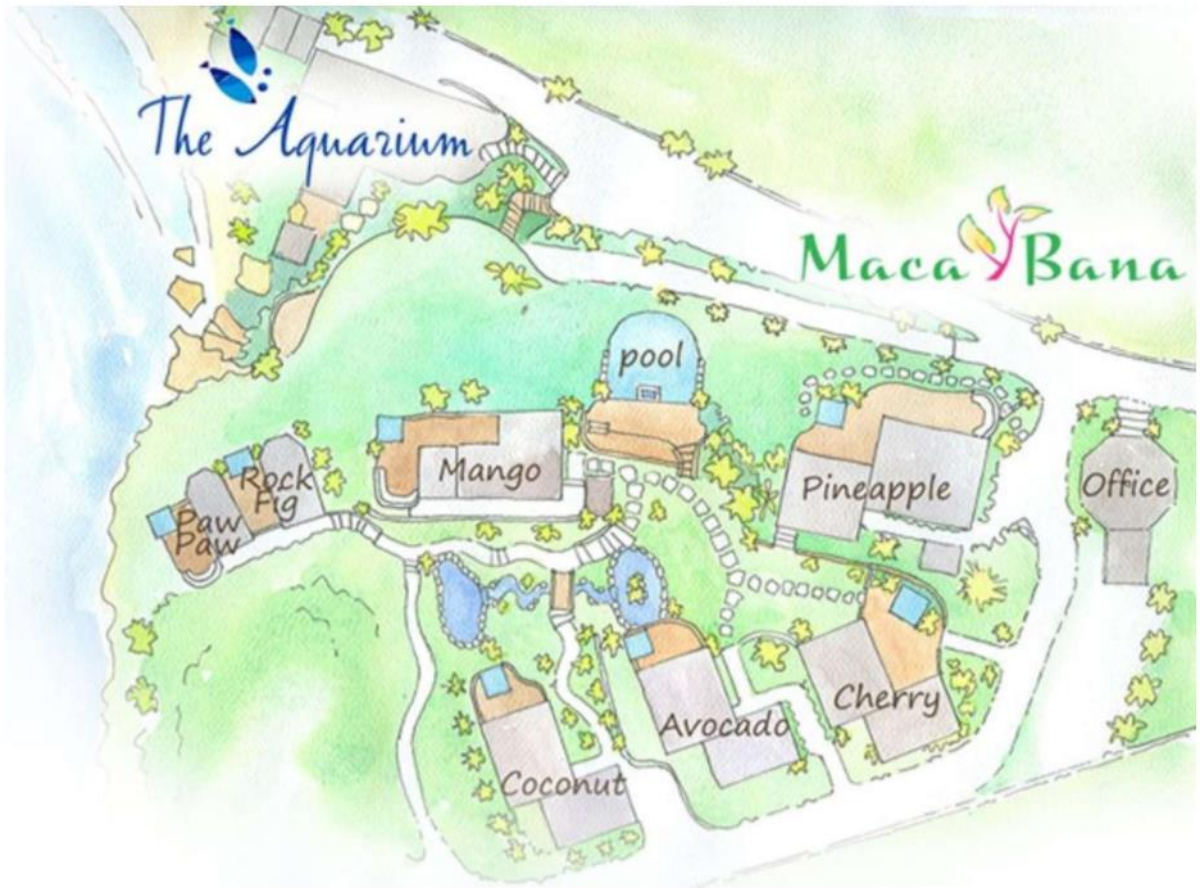 The Aquarium
Maca Bana
pool
Mango
Rock
Fig
Paw
Paw
Pineapple
Office
Cherry
Avocado
Coconut